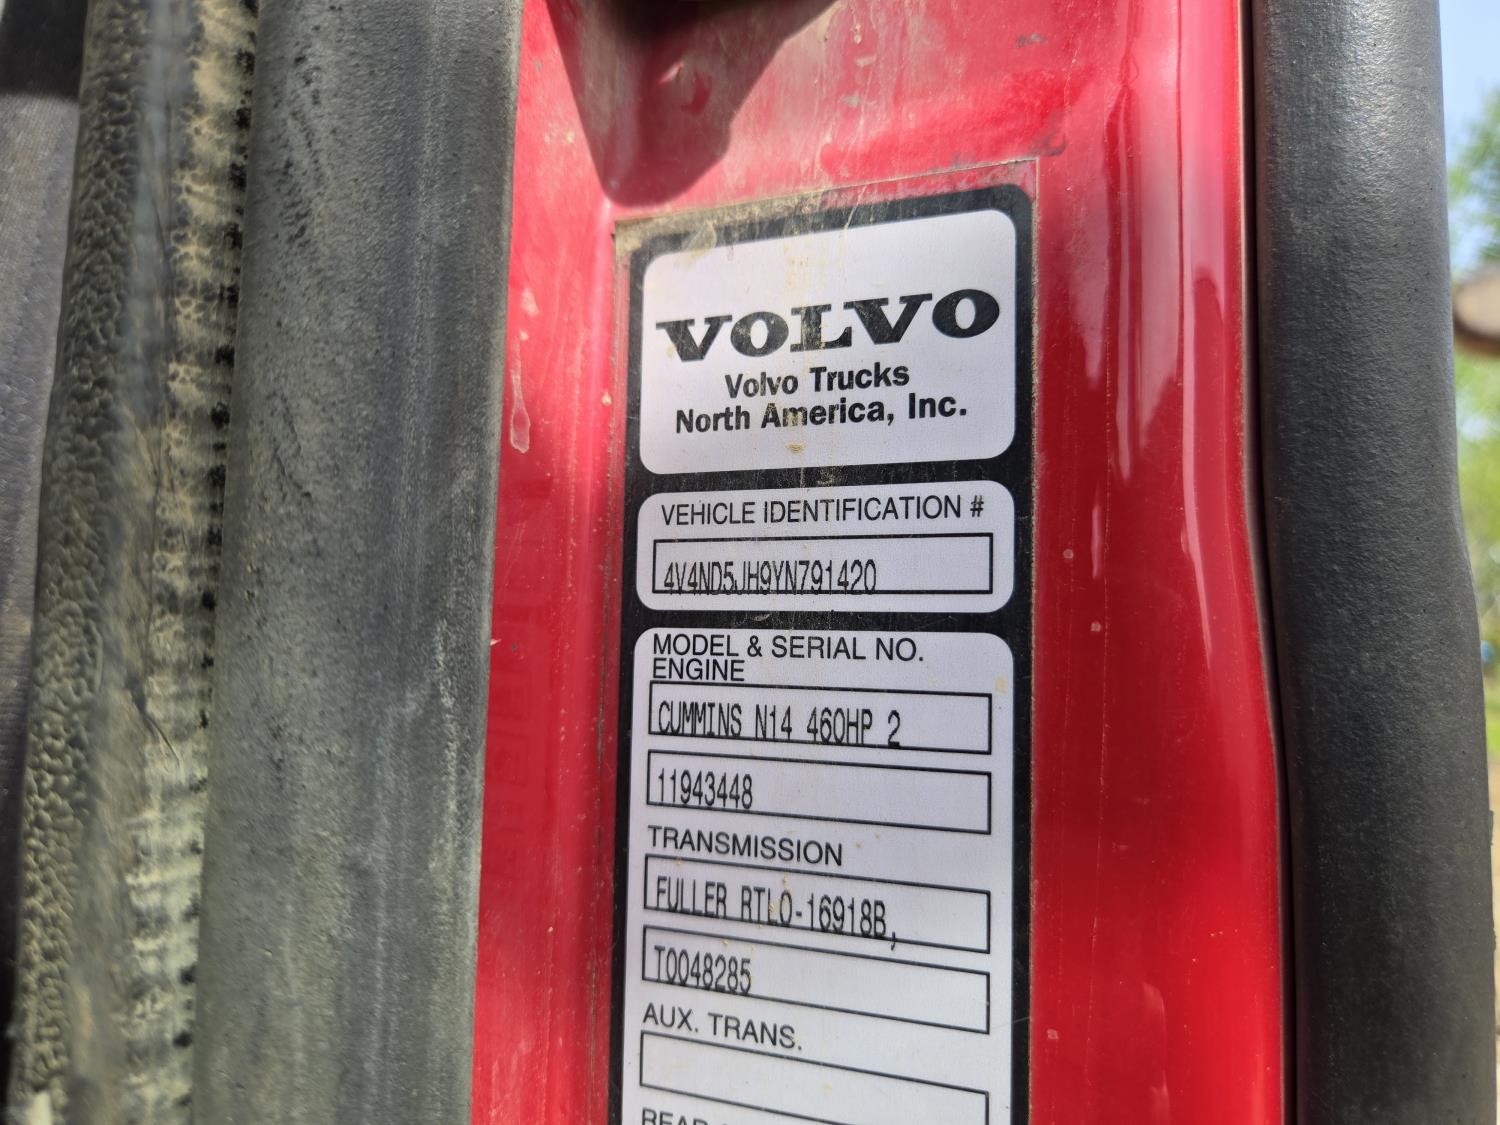 VOLVO
Volvo Trucks
North America, Inc.
VEHICLE IDENTIFICATION #
4V4ND5JH9YN791420
MODEL & SERIAL NO.
ENGINE
CUMMINS N14 460HP 2
11943448
TRANSMISSION
FULLER RTLO-16918B,
T0048285
AUX. TRANS.
REAR